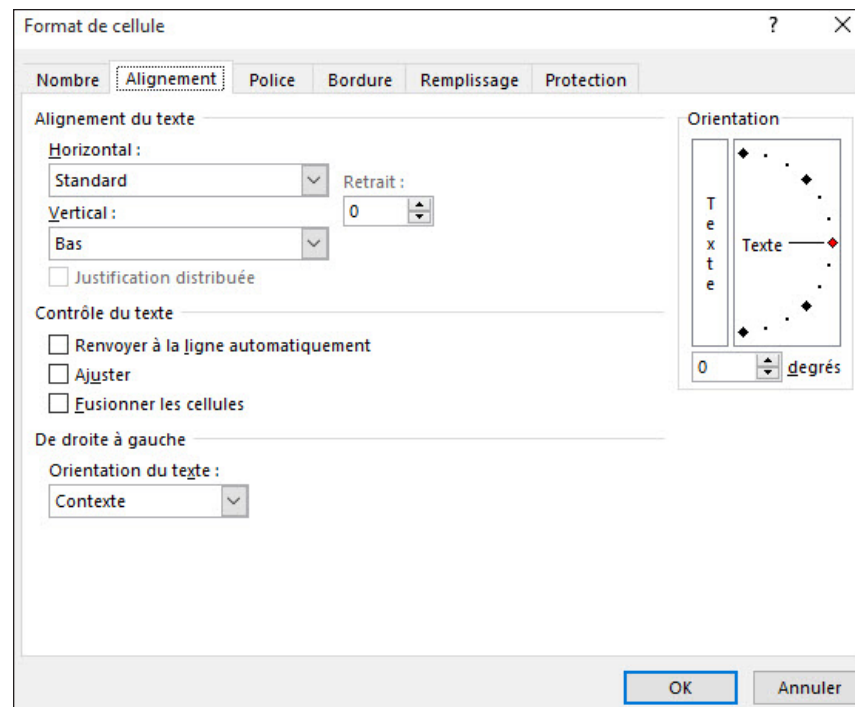 Format de cellule ? X
Nombre Alignement Police Bordure Remplissage Protection
Alignement du texte
Horizontal :
Standard
Retrait :
0
Vertical :
Bas
Justification distribuée
Contrôle du texte
Renvoyer à la ligne automatiquement
Ajuster
Fusionner les cellules
De droite à gauche
Orientation du texte :
Contexte
Orientation
Texte
Texte
0 degrés
OK Annuler